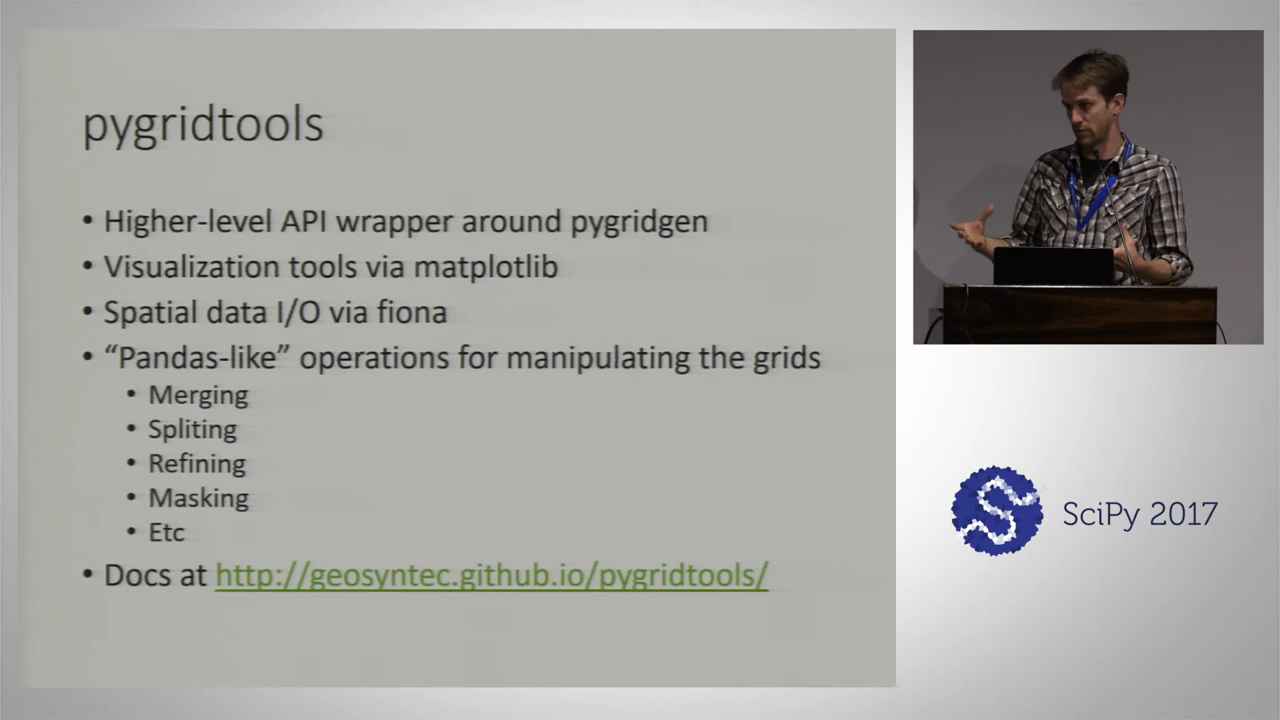 pygridtools
• Higher-level API wrapper around pygridgen
• Visualization tools via matplotlib
• Spatial data I/O via fiona
• “Pandas-like” operations for manipulating the grids
• Merging
• Spliting
• Refining
• Masking
• Etc
• Docs at http://geosyntec.github.io/pygridtools/
SciPy 2017